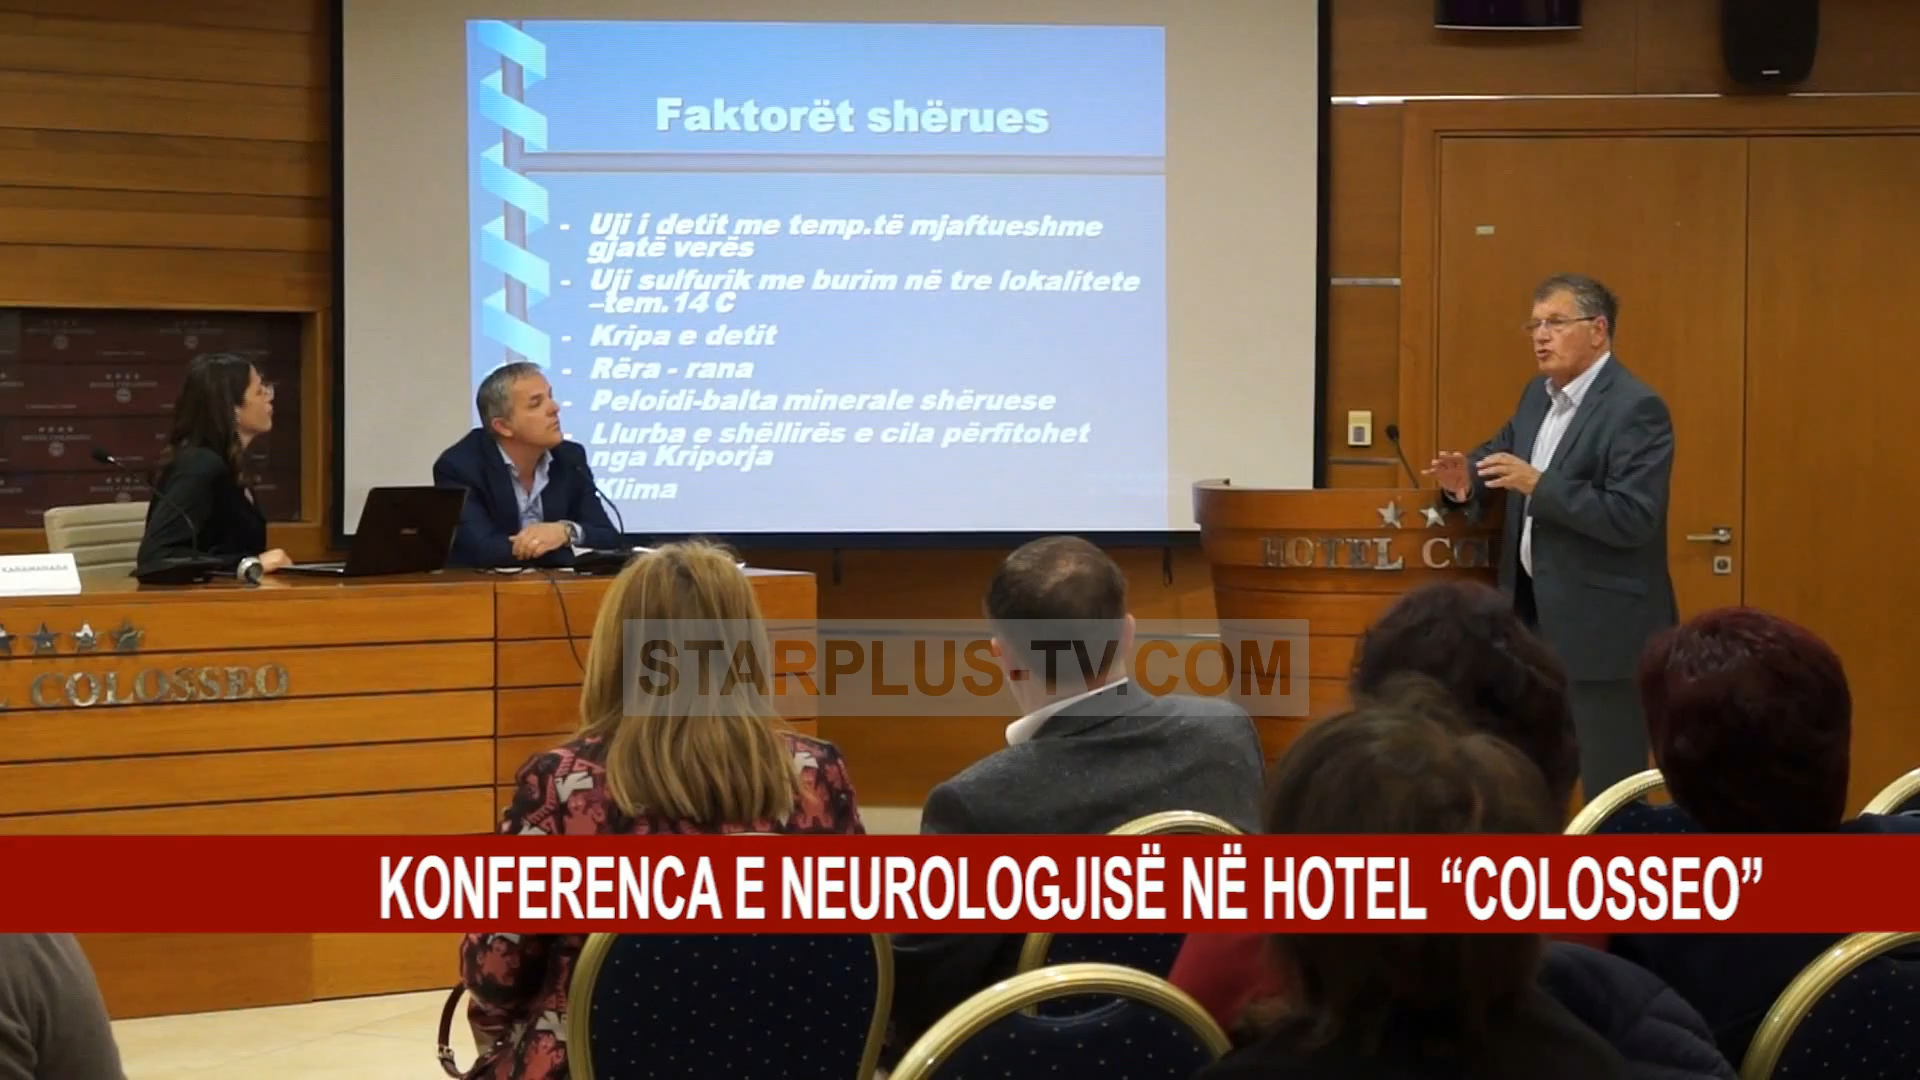 Faktorët shërues
- Uji i detit me temp.të mjaftueshme
gjatë verës
- Uji sulfurik me burim në tre lokalitete
–tem.14 C
- Kripa e detit
- Rëra - rana
- Peloidi-balta minerale shëruese
- Llurba e shëllirës e cila përfitohet
nga Kriporja
Klima
HOTEL CO
L COLOSSEO
STARPLUS-TV.COM
KONFERENCA E NEUROLOGJISË NË HOTEL “COLOSSEO”